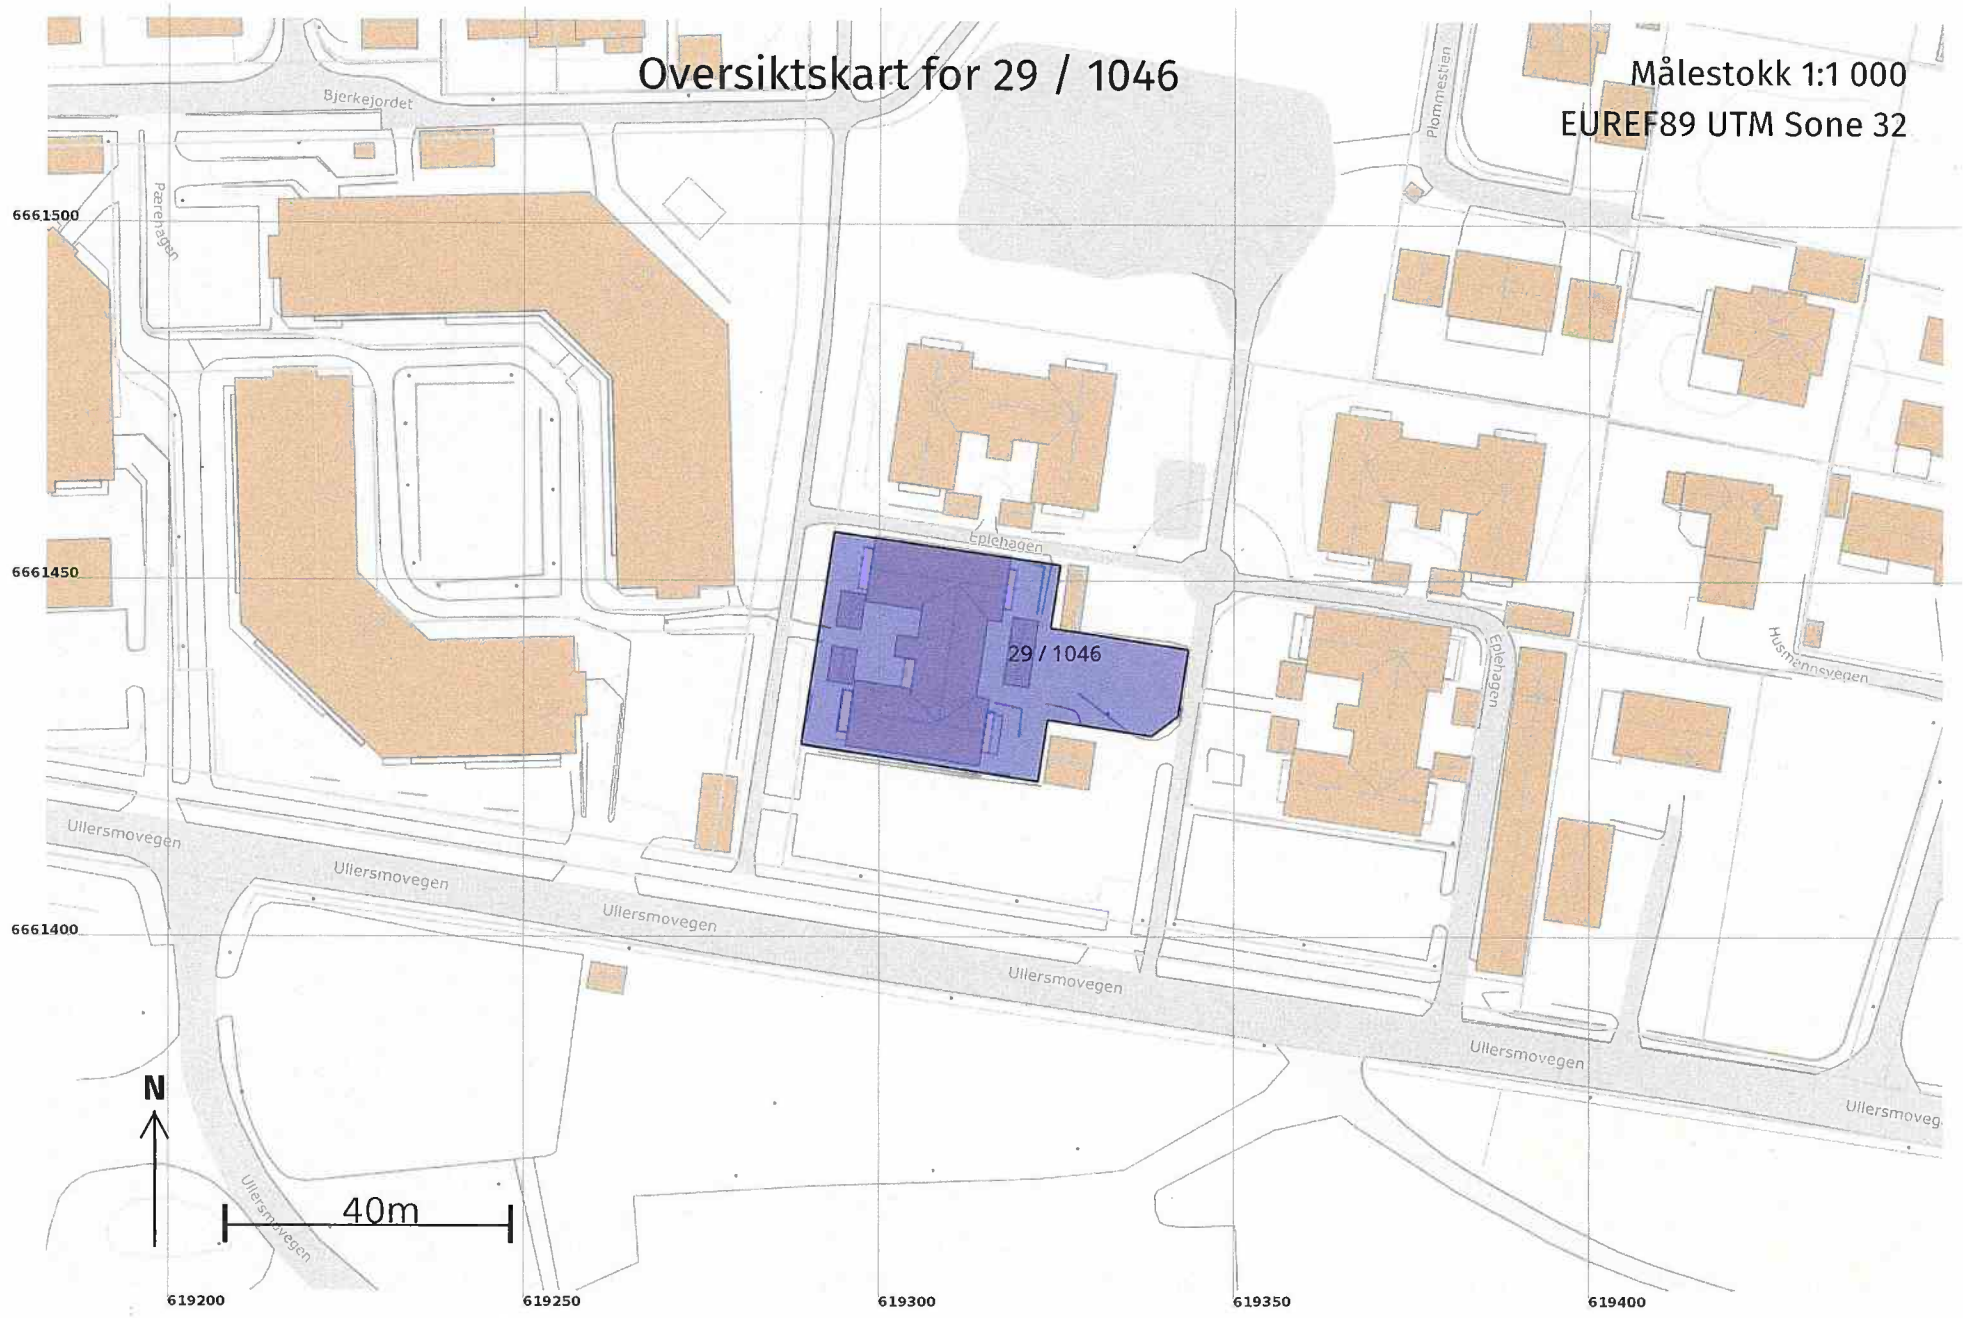 Oversiktskart for 29 / 1046
Målestokk 1:1 000
EUREF89 UTM Sone 32
Bjerkejordet
Plommestien
Pærehagen
6661500
Eplehagen
6661450
29 / 1046
Eplehagen
Husmannsvegen
Ullersmovegen
Ullersmovegen
Ullersmovegen
6661400
Ullersmovegen
Ullersmovegen
Ullersmoveg
N
Ullersmovegen
40m
619200
619250
619300
619350
619400